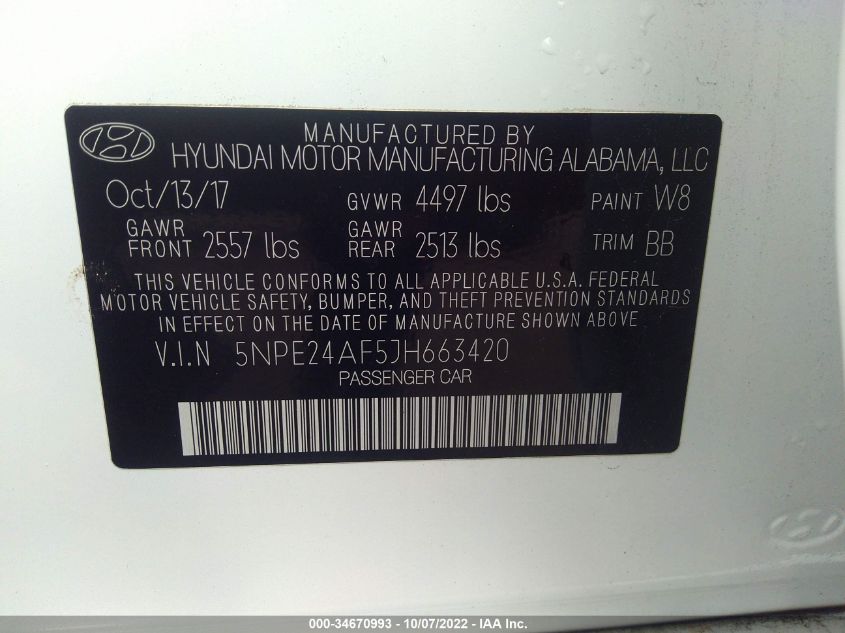 MANUFACTURED BY
HYUNDAI MOTOR MANUFACTURING ALABAMA, LLC
Oct/13/17 GVWR 4497 lbs PAINT W8
GAWR FRONT 2557 lbs GAWR REAR 2513 lbs TRIM BB
THIS VEHICLE CONFORMS TO ALL APPLICABLE U.S.A. FEDERAL
MOTOR VEHICLE SAFETY, BUMPER, AND THEFT PREVENTION STANDARDS
IN EFFECT ON THE DATE OF MANUFACTURE SHOWN ABOVE
V.I.N 5NPE24AF5JH663420
PASSENGER CAR
000-34670993 - 10/07/2022 - IAA Inc.